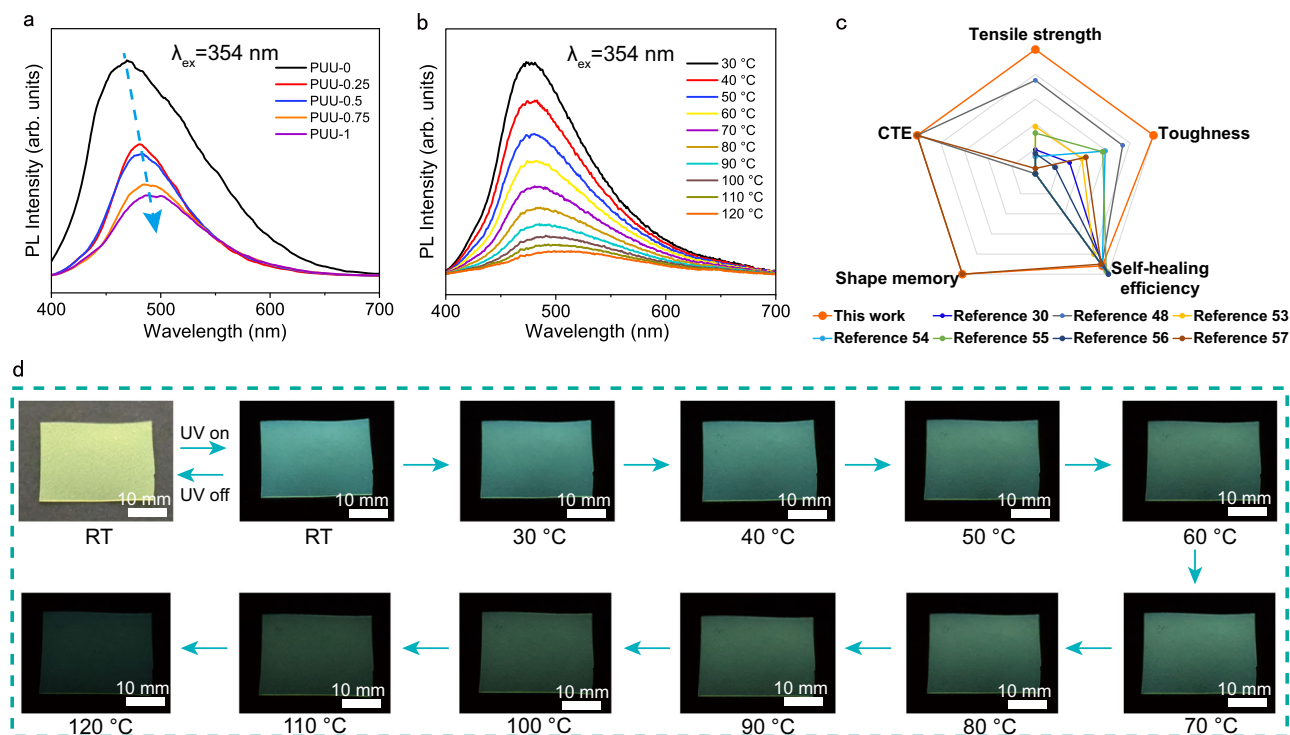 a
λex=354 nm
PUU-0
PUU-0.25
PUU-0.5
PUU-0.75
PUU-1
PL Intensity (arb. units)
400 500 600 700
Wavelength (nm)
b
λex=354 nm
30 °C
40 °C
50 °C
60 °C
70 °C
80 °C
90 °C
100 °C
110 °C
120 °C
PL Intensity (arb. units)
400 500 600 700
Wavelength (nm)
c
Tensile strength
CTE
Toughness
Shape memory
Self-healing
efficiency
This work Reference 30 Reference 48 Reference 53
Reference 54 Reference 55 Reference 56 Reference 57
d
UV on
UV off
10 mm 10 mm 10 mm 10 mm 10 mm 10 mm
RT RT 30 °C 40 °C 50 °C 60 °C
10 mm 10 mm 10 mm 10 mm 10 mm 10 mm
120 °C 110 °C 100 °C 90 °C 80 °C 70 °C